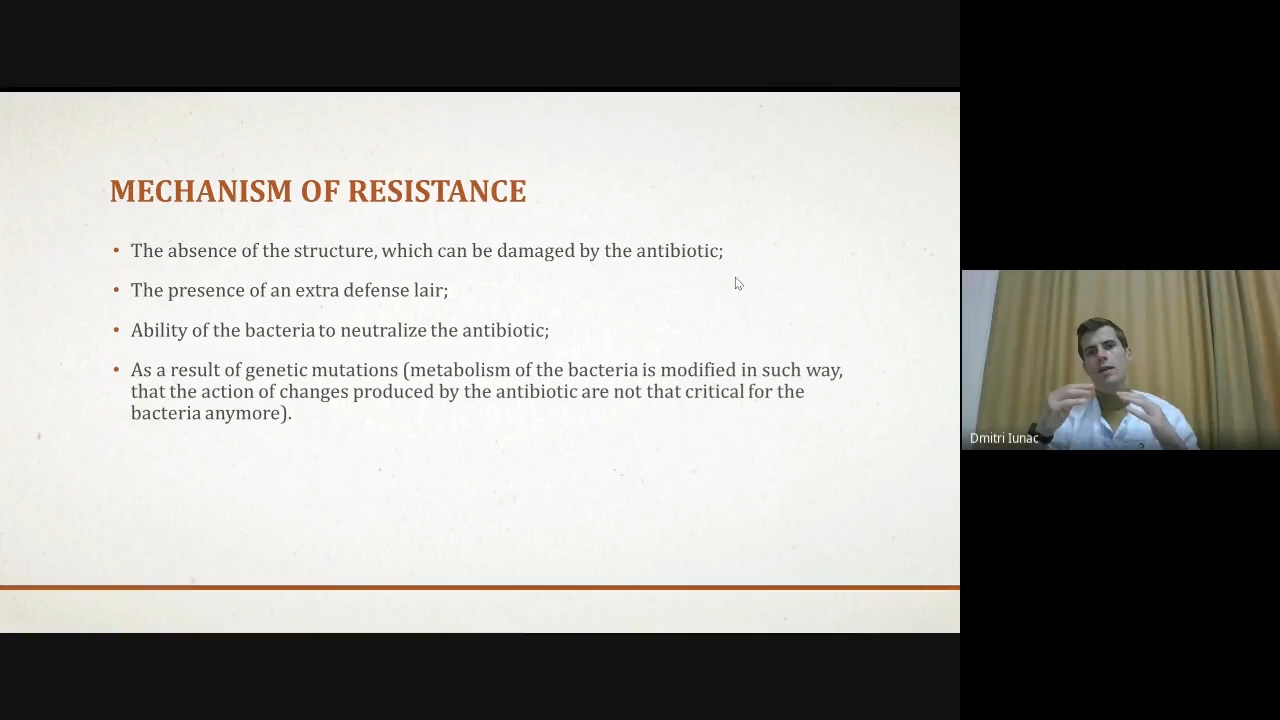 MECHANISM OF RESISTANCE
• The absence of the structure, which can be damaged by the antibiotic;
• The presence of an extra defense lair;
• Ability of the bacteria to neutralize the antibiotic;
• As a result of genetic mutations (metabolism of the bacteria is modified in such way,
that the action of changes produced by the antibiotic are not that critical for the
bacteria anymore).
Dmitri Iunac